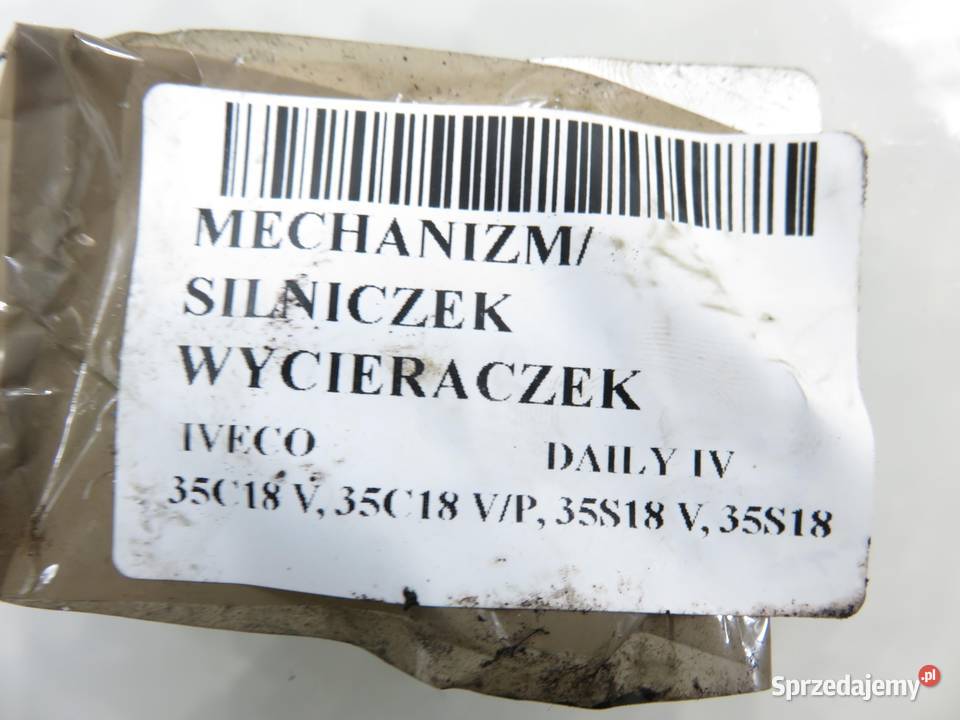 MECHANIZM/
SILNICZEK
WYCIERACZEK
IVECO DAILY IV
35C18 V, 35C18 V/P, 35S18 V, 35S18
Sprzedajemy.pl